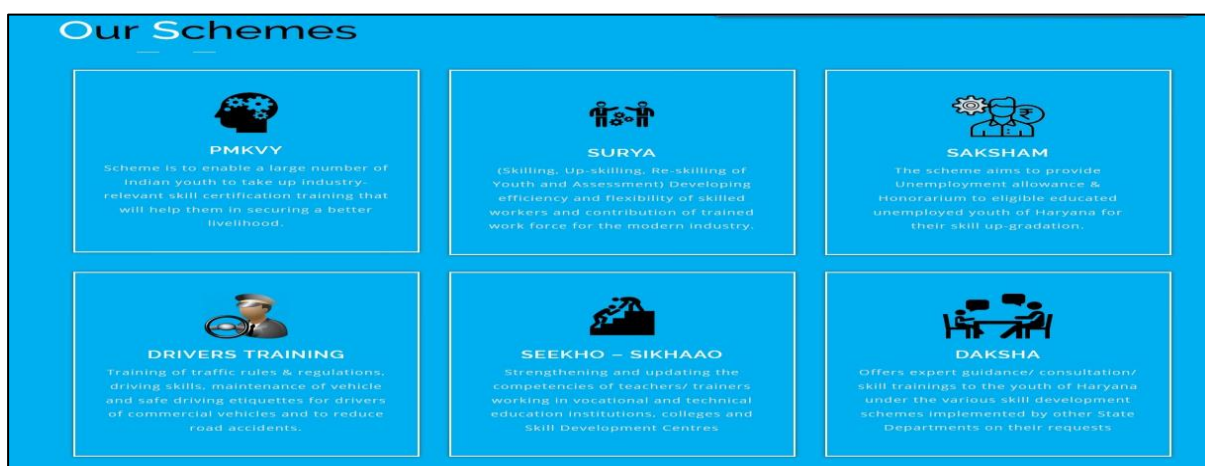 Our Schemes
PMKVY
Scheme is to enable a large number of
Indian youth to take up industry-
relevant skill certification training that
will help them in securing a better
livelihood.
SURYA
(Skilling, Up-skilling, Re-skilling of
Youth and Assessment) Developing
efficiency and flexibility of skilled
workers and contribution of trained
work force for the modern industry.
SAKSHAM
The scheme aims to provide
Unemployment allowance &
Honorarium to eligible educated
unemployed youth of Haryana for
their skill up-gradation.
DRIVERS TRAINING
Training of traffic rules & regulations,
driving skills, maintenance of vehicle
and safe driving etiquettes for drivers
of commercial vehicles and to reduce
road accidents.
SEEKHO – SIKHAAO
Strengthening and updating the
competencies of teachers/ trainers
working in vocational and technical
education institutions, colleges and
Skill Development Centres
DAKSHA
Offers expert guidance/ consultation/
skill trainings to the youth of Haryana
under the various skill development
schemes implemented by other State
Departments on their requests